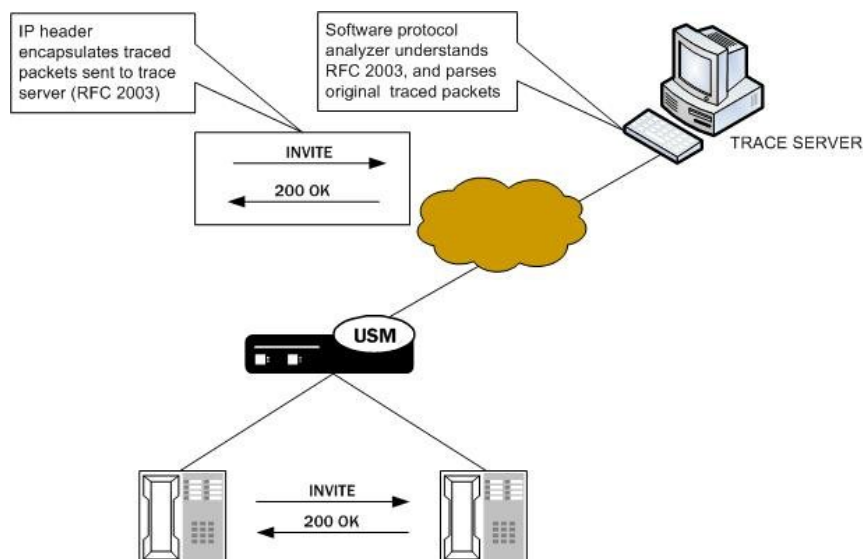 IP header
encapsulates traced
packets sent to trace
server (RFC 2003)
Software protocol
analyzer understands
RFC 2003, and parses
original traced packets
INVITE
200 OK
TRACE SERVER
USM
INVITE
200 OK